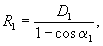 R₁ = D₁ / (1 − cos α₁),